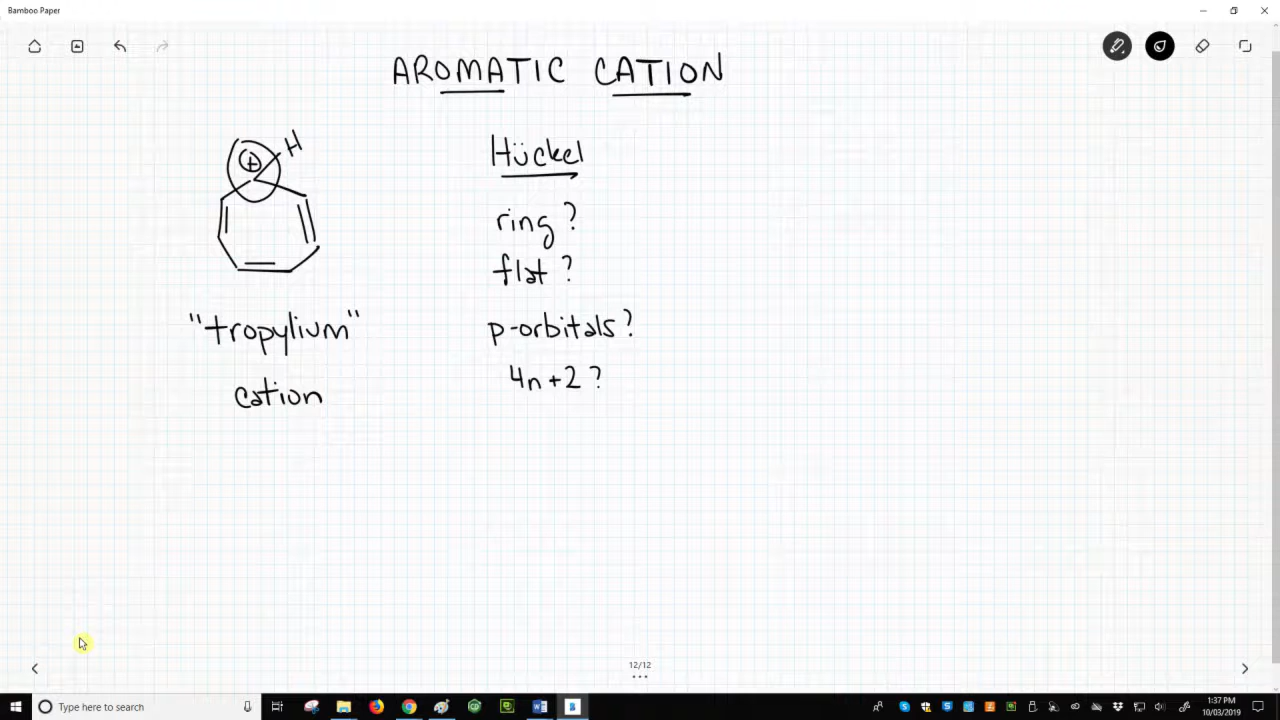 Bamboo Paper
AROMATIC CATION
+
H
Hückel
ring?
flat?
p-orbitals?
4n+2?
"tropylium"
cation
12/12
Type here to search
1:37 PM
10/03/2019